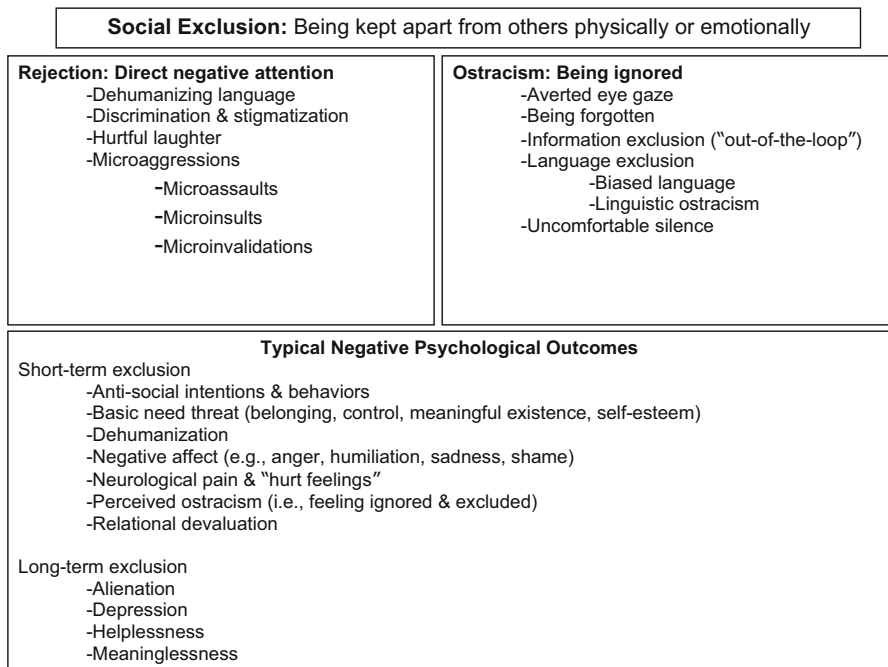 Social Exclusion: Being kept apart from others physically or emotionally
Rejection: Direct negative attention
-Dehumanizing language
-Discrimination & stigmatization
-Hurtful laughter
-Microaggressions
-Microassaults
-Microinsults
-Microinvalidations
Ostracism: Being ignored
-Averted eye gaze
-Being forgotten
-Information exclusion (“out-of-the-loop”)
-Language exclusion
-Biased language
-Linguistic ostracism
-Uncomfortable silence
Typical Negative Psychological Outcomes
Short-term exclusion
-Anti-social intentions & behaviors
-Basic need threat (belonging, control, meaningful existence, self-esteem)
-Dehumanization
-Negative affect (e.g., anger, humiliation, sadness, shame)
-Neurological pain & “hurt feelings”
-Perceived ostracism (i.e., feeling ignored & excluded)
-Relational devaluation
Long-term exclusion
-Alienation
-Depression
-Helplessness
-Meaninglessness